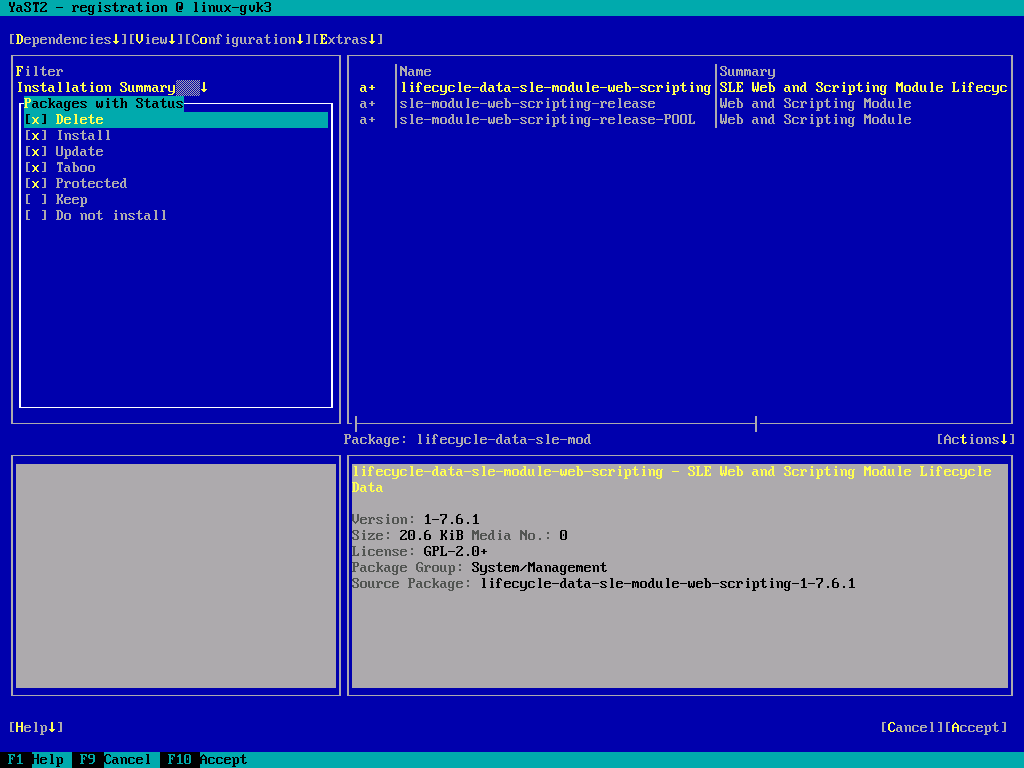 YaST2 - registration @ linux-gvk3
[Dependencies↓][View↓][Configuration↓][Extras↓]
Filter
Installation Summary ↓
Packages with Status
[x] Delete
[x] Install
[x] Update
[x] Taboo
[x] Protected
[ ] Keep
[ ] Do not install
|Name |Summary
a+ |lifecycle-data-sle-module-web-scripting|SLE Web and Scripting Module Lifecyc
a+ |sle-module-web-scripting-release |Web and Scripting Module
a+ |sle-module-web-scripting-release-POOL |Web and Scripting Module
Package: lifecycle-data-sle-mod [Actions↓]
lifecycle-data-sle-module-web-scripting - SLE Web and Scripting Module Lifecycle
Data
Version: 1-7.6.1
Size: 20.6 KiB Media No.: 0
License: GPL-2.0+
Package Group: System/Management
Source Package: lifecycle-data-sle-module-web-scripting-1-7.6.1
[Help↓] [Cancel][Accept]
F1 Help F9 Cancel F10 Accept